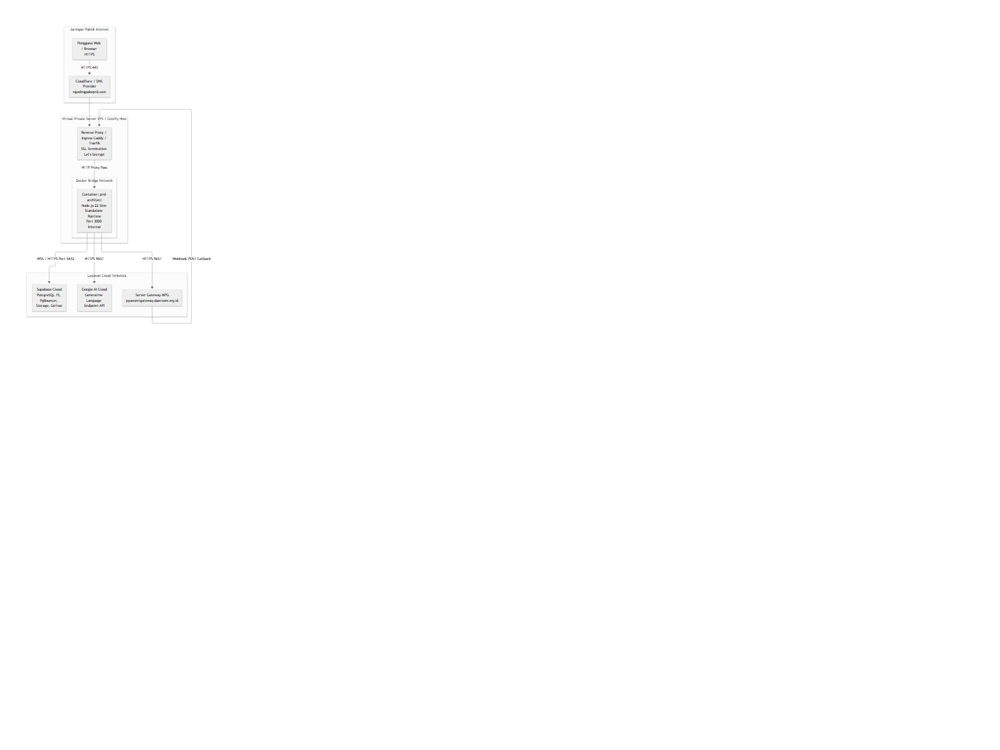 Jaringan Publik Internet
Pengguna Web
/ Browser
HTTPS
HTTPS 443
Cloudflare / DNS
Provider
ngodingpakeprd.com
Virtual Private Server VPS / Coolify Host
Reverse Proxy /
Ingress Caddy /
Traefik
SSL Termination
Let's Encrypt
HTTP Proxy Pass
Docker Bridge Network
Container: prd-
architect
Node.js 22 Slim
Standalone
Runtime
Port 3000
Internal
WSS / HTTPS Port 5432
HTTPS REST
HTTPS REST
Webhook POST Callback
Layanan Cloud Terkelola
Supabase Cloud
PostgreSQL 15,
PgBouncer,
Storage, GoTrue
Google AI Cloud
Generative
Language
Endpoint API
Server Gateway MPG
pyamentgateway.daeroom.my.id